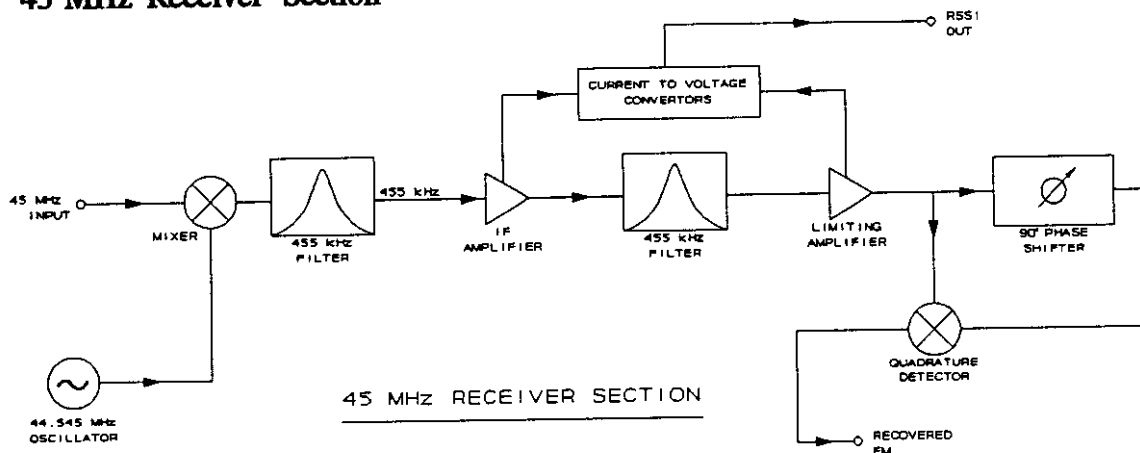 45 MHz Receiver Section
RSSI
OUT
CURRENT TO VOLTAGE
CONVERTORS
45 MHz
INPUT
MIXER
455 kHz
FILTER
455 kHz
IF
AMPLIFIER
455 kHz
FILTER
LIMITING
AMPLIFIER
90° PHASE
SHIFTER
QUADRATURE
DETECTOR
44.545 MHz
OSCILLATOR
45 MHz RECEIVER SECTION
RECOVERED
FM